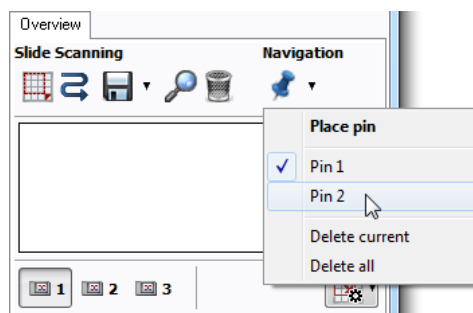 Overview
Slide Scanning Navigation
Place pin
Pin 1
Pin 2
Delete current
Delete all
1 2 3